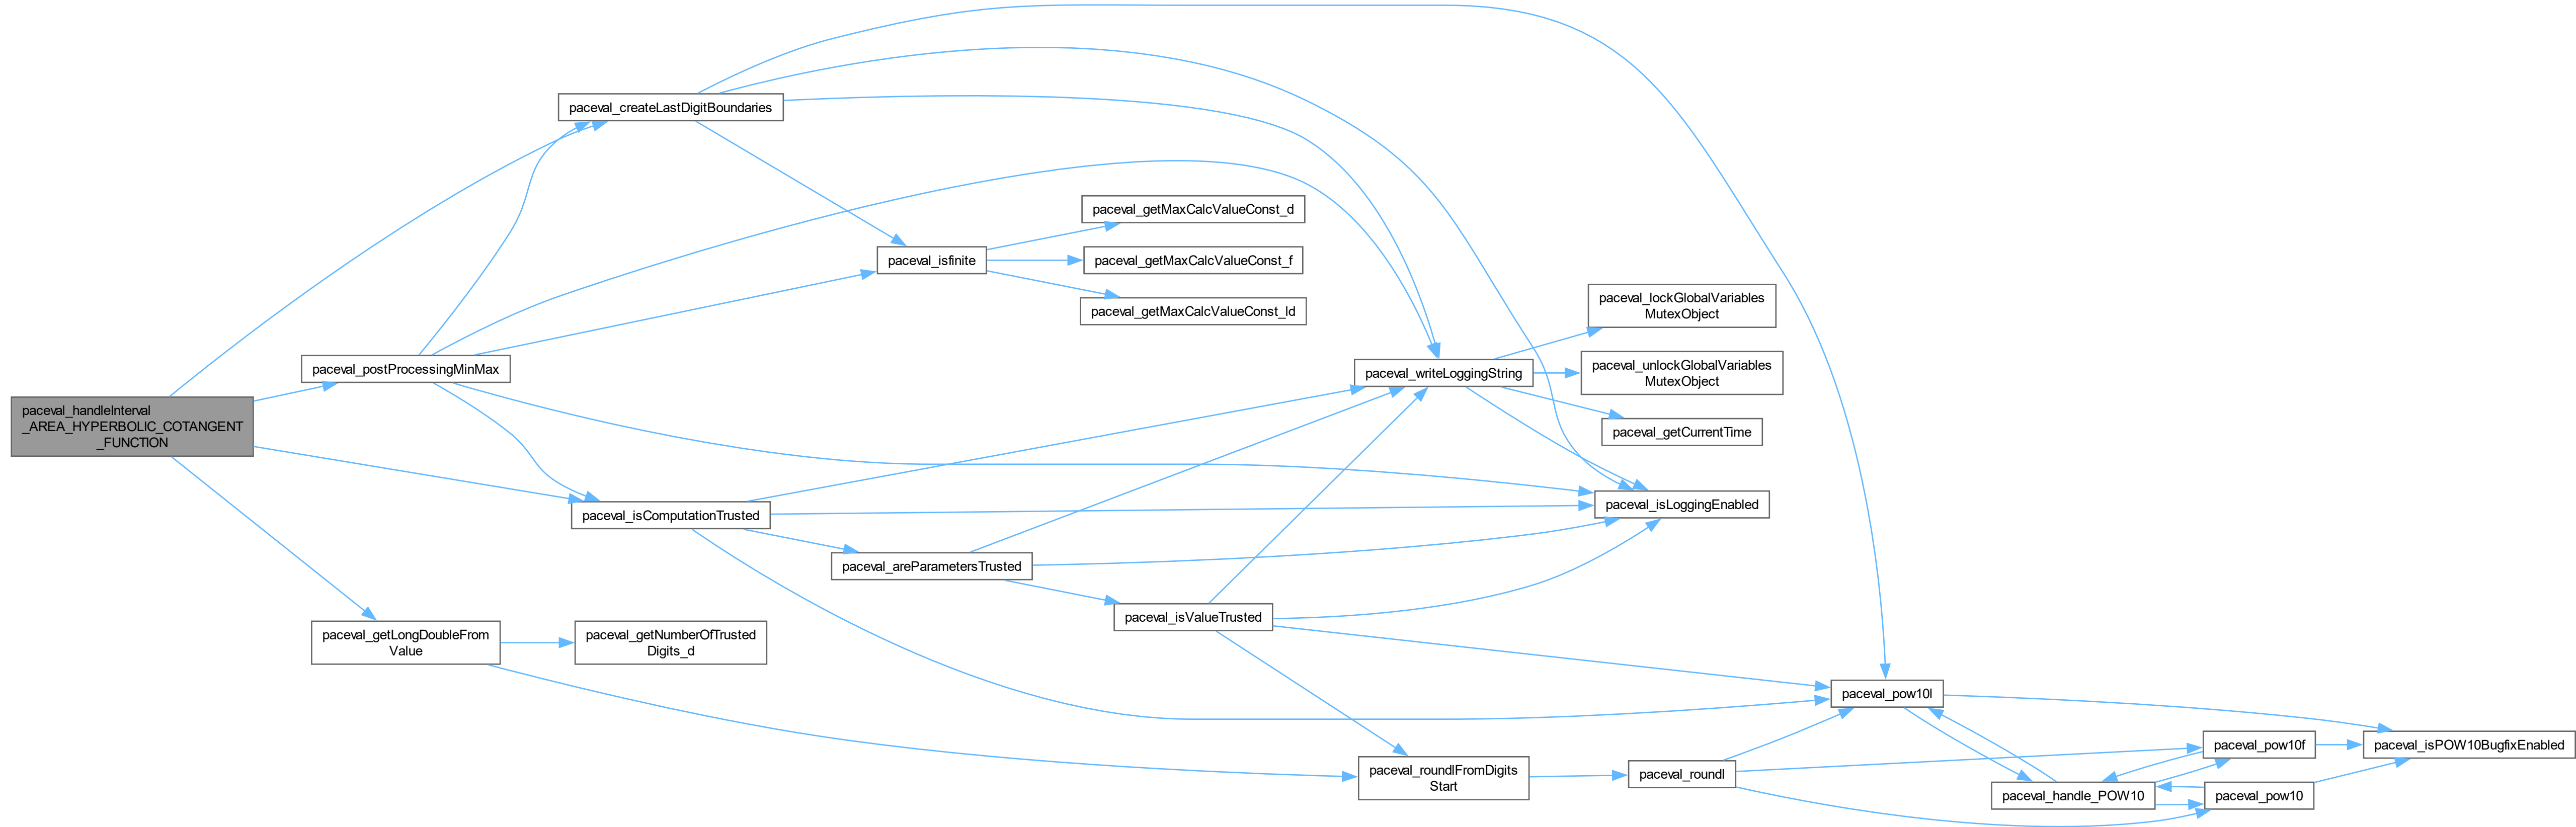 paceval_createLastDigitBoundaries
paceval_getMaxCalcValueConst_d
paceval_isfinite
paceval_getMaxCalcValueConst_f
paceval_getMaxCalcValueConst_ld
paceval_lockGlobalVariables
MutexObject
paceval_postProcessingMinMax
paceval_writeLoggingString
paceval_unlockGlobalVariables
MutexObject
paceval_handleInterval
_AREA_HYPERBOLIC_COTANGENT
_FUNCTION
paceval_getCurrentTime
paceval_isComputationTrusted
paceval_isLoggingEnabled
paceval_areParametersTrusted
paceval_isValueTrusted
paceval_getLongDoubleFrom
Value
paceval_getNumberOfTrusted
Digits_d
paceval_pow10l
paceval_pow10f
paceval_isPOW10BugfixEnabled
paceval_roundlFromDigits
Start
paceval_roundl
paceval_handle_POW10
paceval_pow10